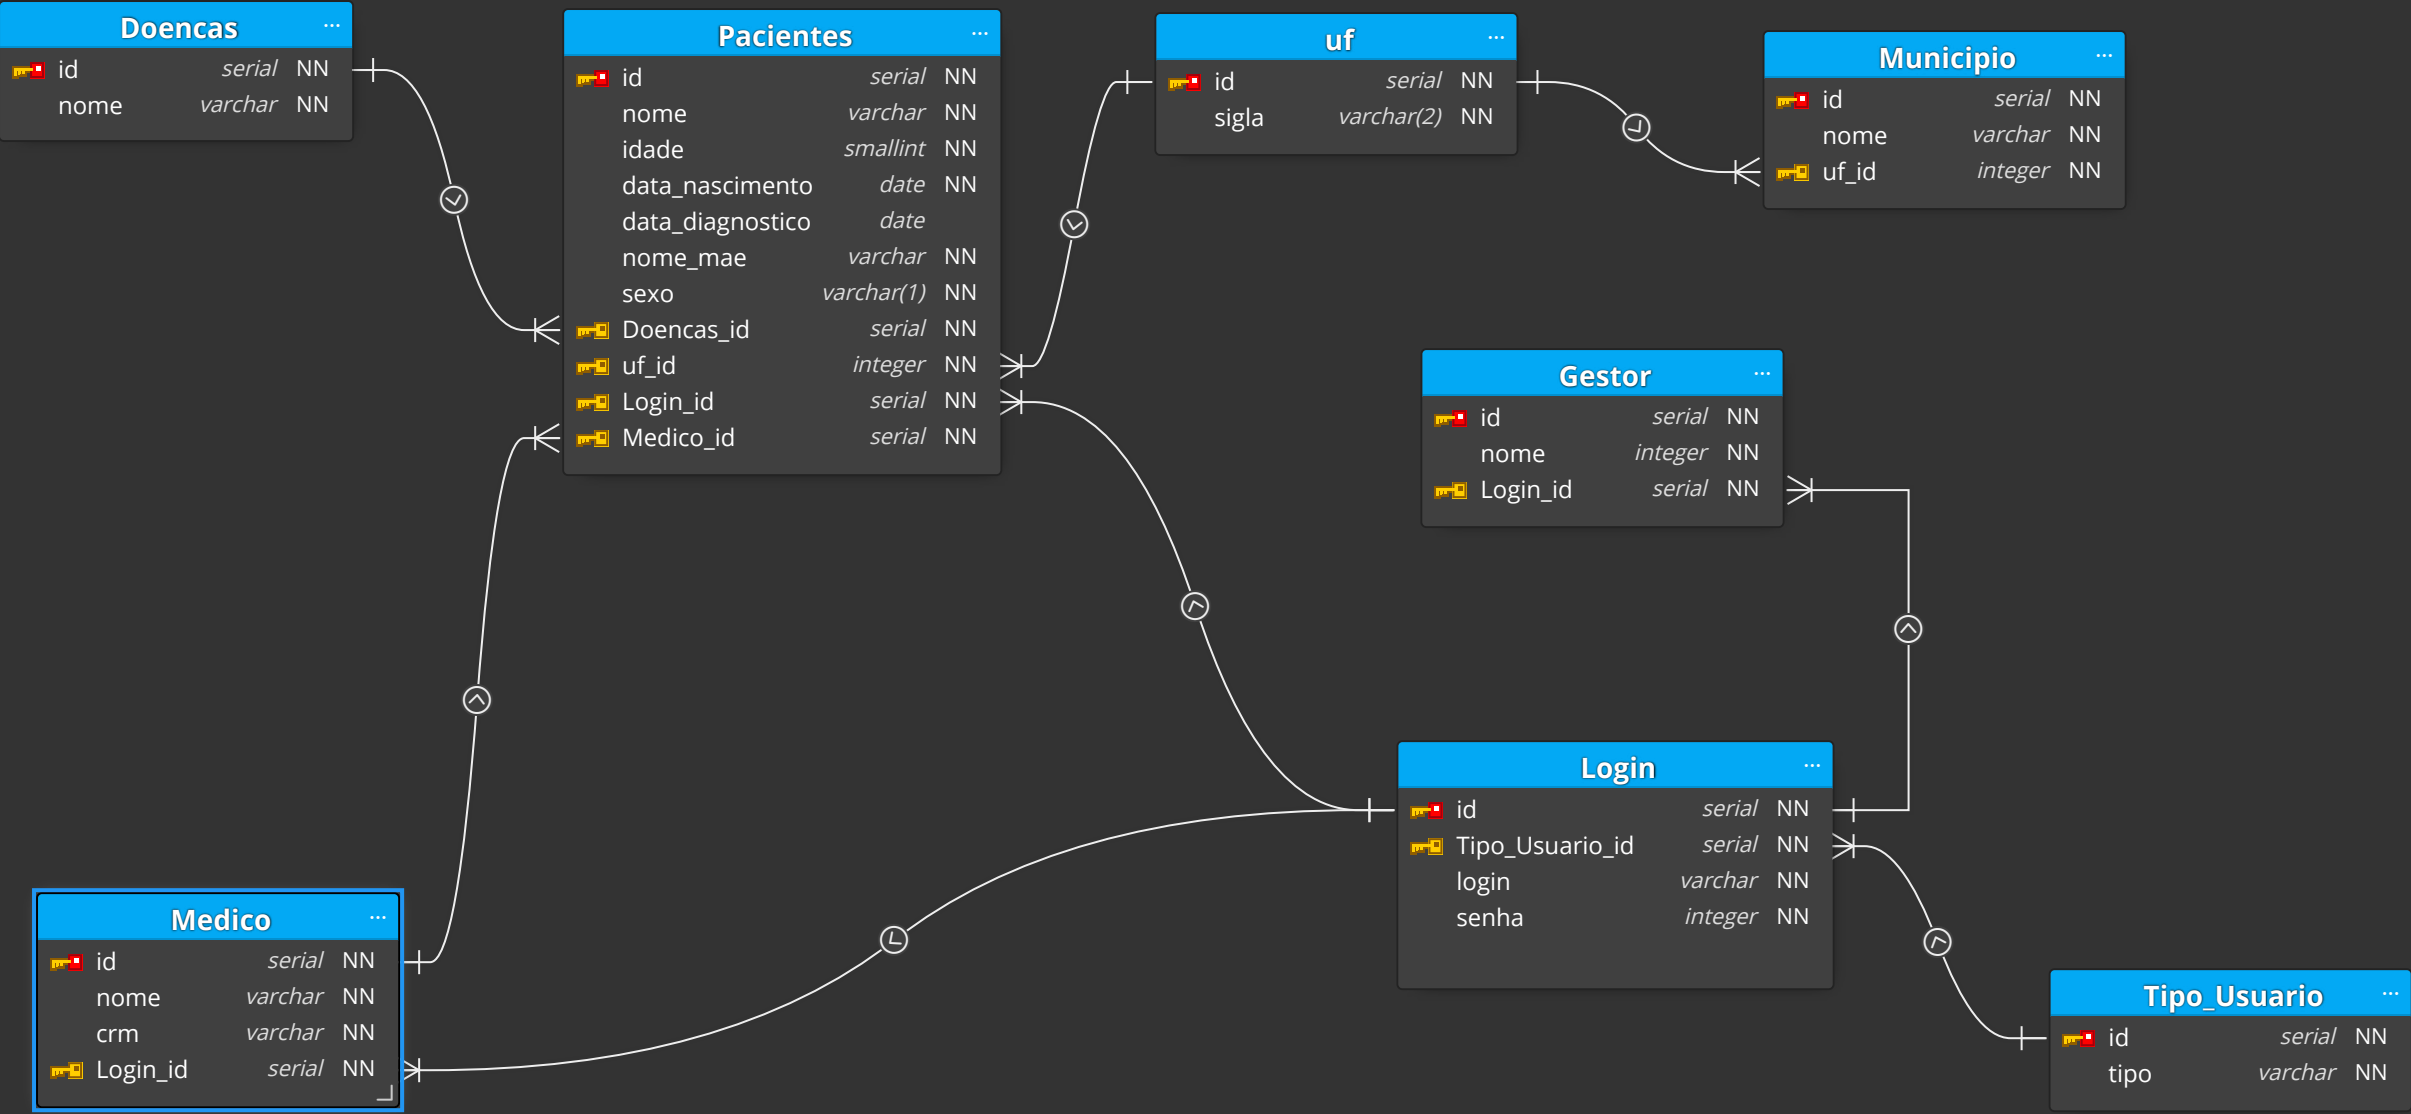 Doencas ...
id serial NN
nome varchar NN
Pacientes ...
id serial NN
nome varchar NN
idade smallint NN
data_nascimento date NN
data_diagnostico date
nome_mae varchar NN
sexo varchar(1) NN
Doencas_id serial NN
uf_id integer NN
Login_id serial NN
Medico_id serial NN
uf ...
id serial NN
sigla varchar(2) NN
Municipio ...
id serial NN
nome varchar NN
uf_id integer NN
Gestor ...
id serial NN
nome integer NN
Login_id serial NN
Login ...
id serial NN
Tipo_Usuario_id serial NN
login varchar NN
senha integer NN
Medico ...
id serial NN
nome varchar NN
crm varchar NN
Login_id serial NN
Tipo_Usuario ...
id serial NN
tipo varchar NN